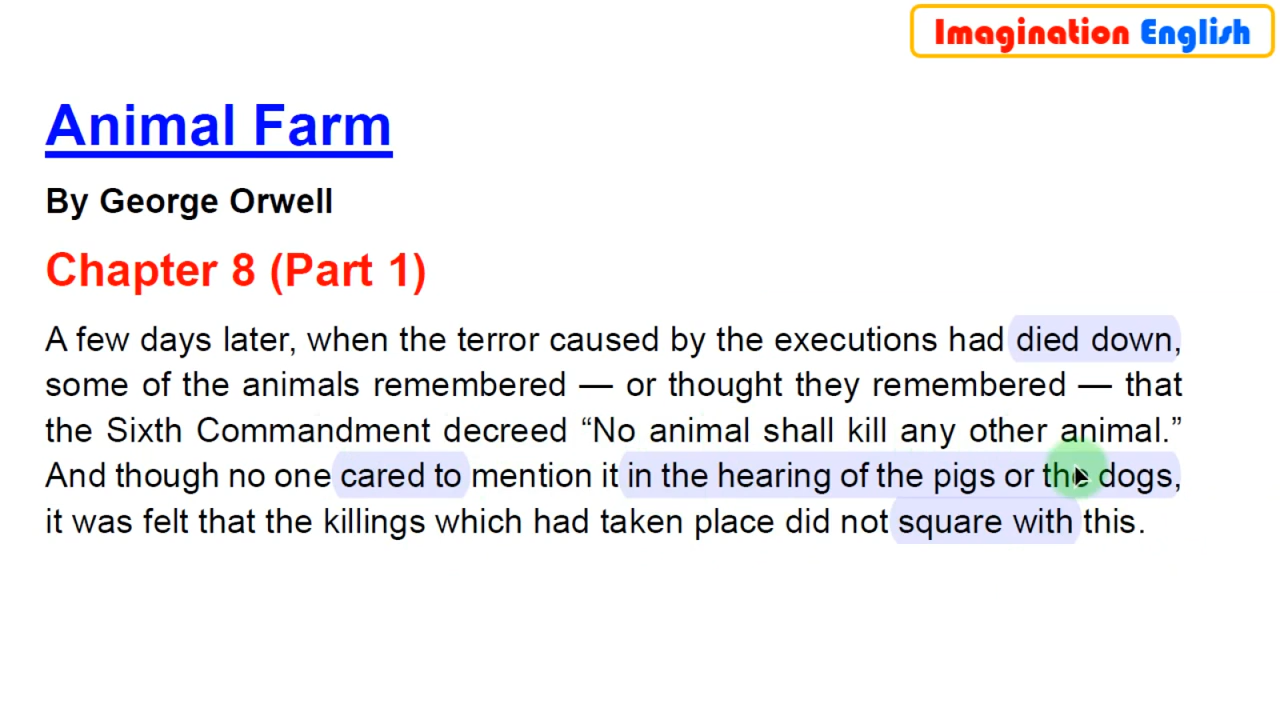 Imagination English
Animal Farm
By George Orwell
Chapter 8 (Part 1)
A few days later, when the terror caused by the executions had died down,
some of the animals remembered — or thought they remembered — that
the Sixth Commandment decreed “No animal shall kill any other animal.”
And though no one cared to mention it in the hearing of the pigs or the dogs,
it was felt that the killings which had taken place did not square with this.